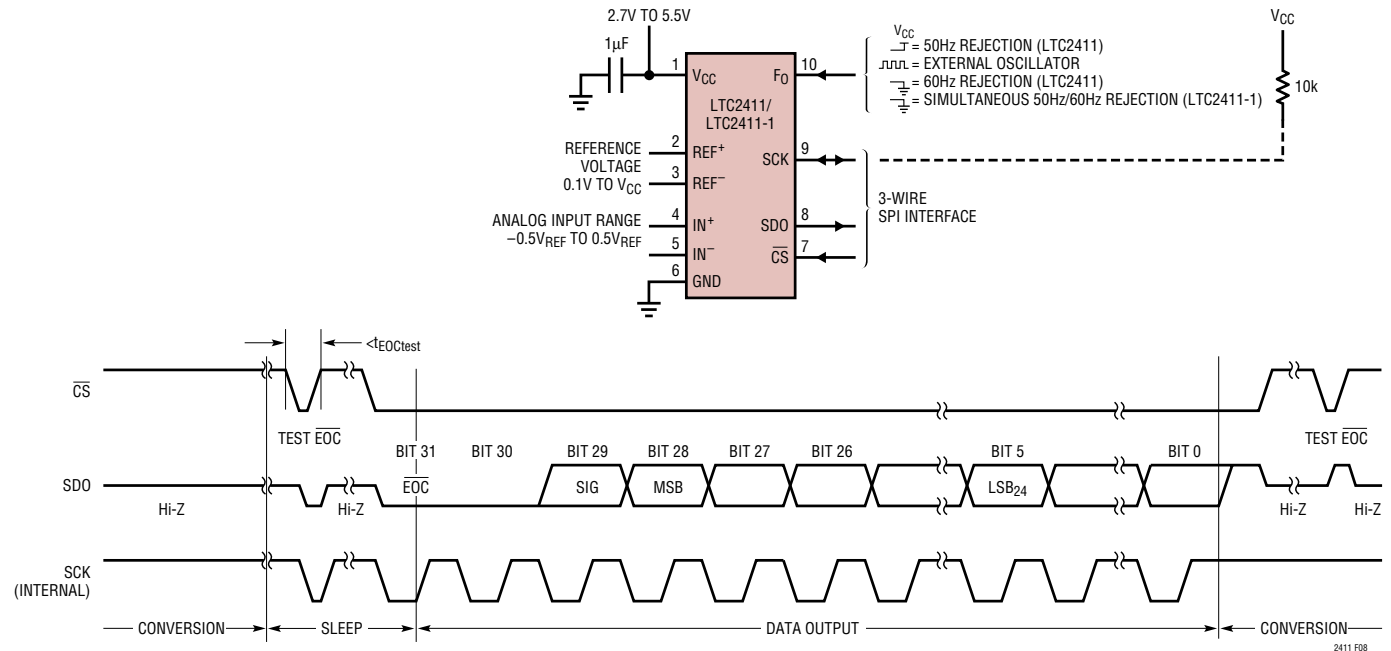 2.7V TO 5.5V
1µF
VCC
= 50Hz REJECTION (LTC2411)
= EXTERNAL OSCILLATOR
= 60Hz REJECTION (LTC2411)
= SIMULTANEOUS 50Hz/60Hz REJECTION (LTC2411-1)
VCC
10k
1
VCC
FO
10
LTC2411/
LTC2411-1
REFERENCE
VOLTAGE
0.1V TO VCC
2
REF+
3
REF–
SCK
9
ANALOG INPUT RANGE
–0.5VREF TO 0.5VREF
4
IN+
5
IN–
SDO
8
CS
7
3-WIRE
SPI INTERFACE
6
GND
<tEOCtest
CS
TEST EOC
TEST EOC
BIT 31
BIT 30
BIT 29
BIT 28
BIT 27
BIT 26
BIT 5
BIT 0
SDO
EOC
SIG
MSB
LSB24
Hi-Z
Hi-Z
Hi-Z
Hi-Z
SCK
(INTERNAL)
CONVERSION
SLEEP
DATA OUTPUT
CONVERSION
2411 F08